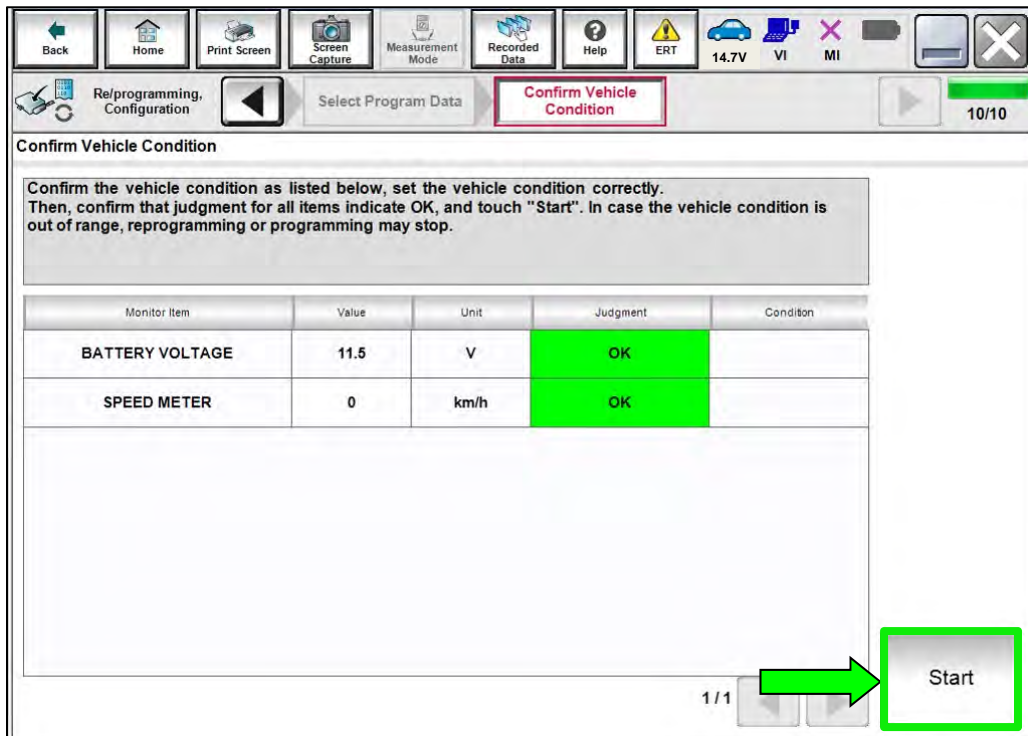 Back
Home
Print Screen
Screen
Capture
Measurement
Mode
Recorded
Data
Help
ERT
14.7V
VI
MI
Re/programming,
Configuration
Select Program Data
Confirm Vehicle
Condition
10/10
Confirm Vehicle Condition
Confirm the vehicle condition as listed below, set the vehicle condition correctly.
Then, confirm that judgment for all items indicate OK, and touch "Start". In case the vehicle condition is
out of range, reprogramming or programming may stop.
Monitor Item Value Unit Judgment Condition
BATTERY VOLTAGE 11.5 V OK
SPEED METER 0 km/h OK
Start
1/1